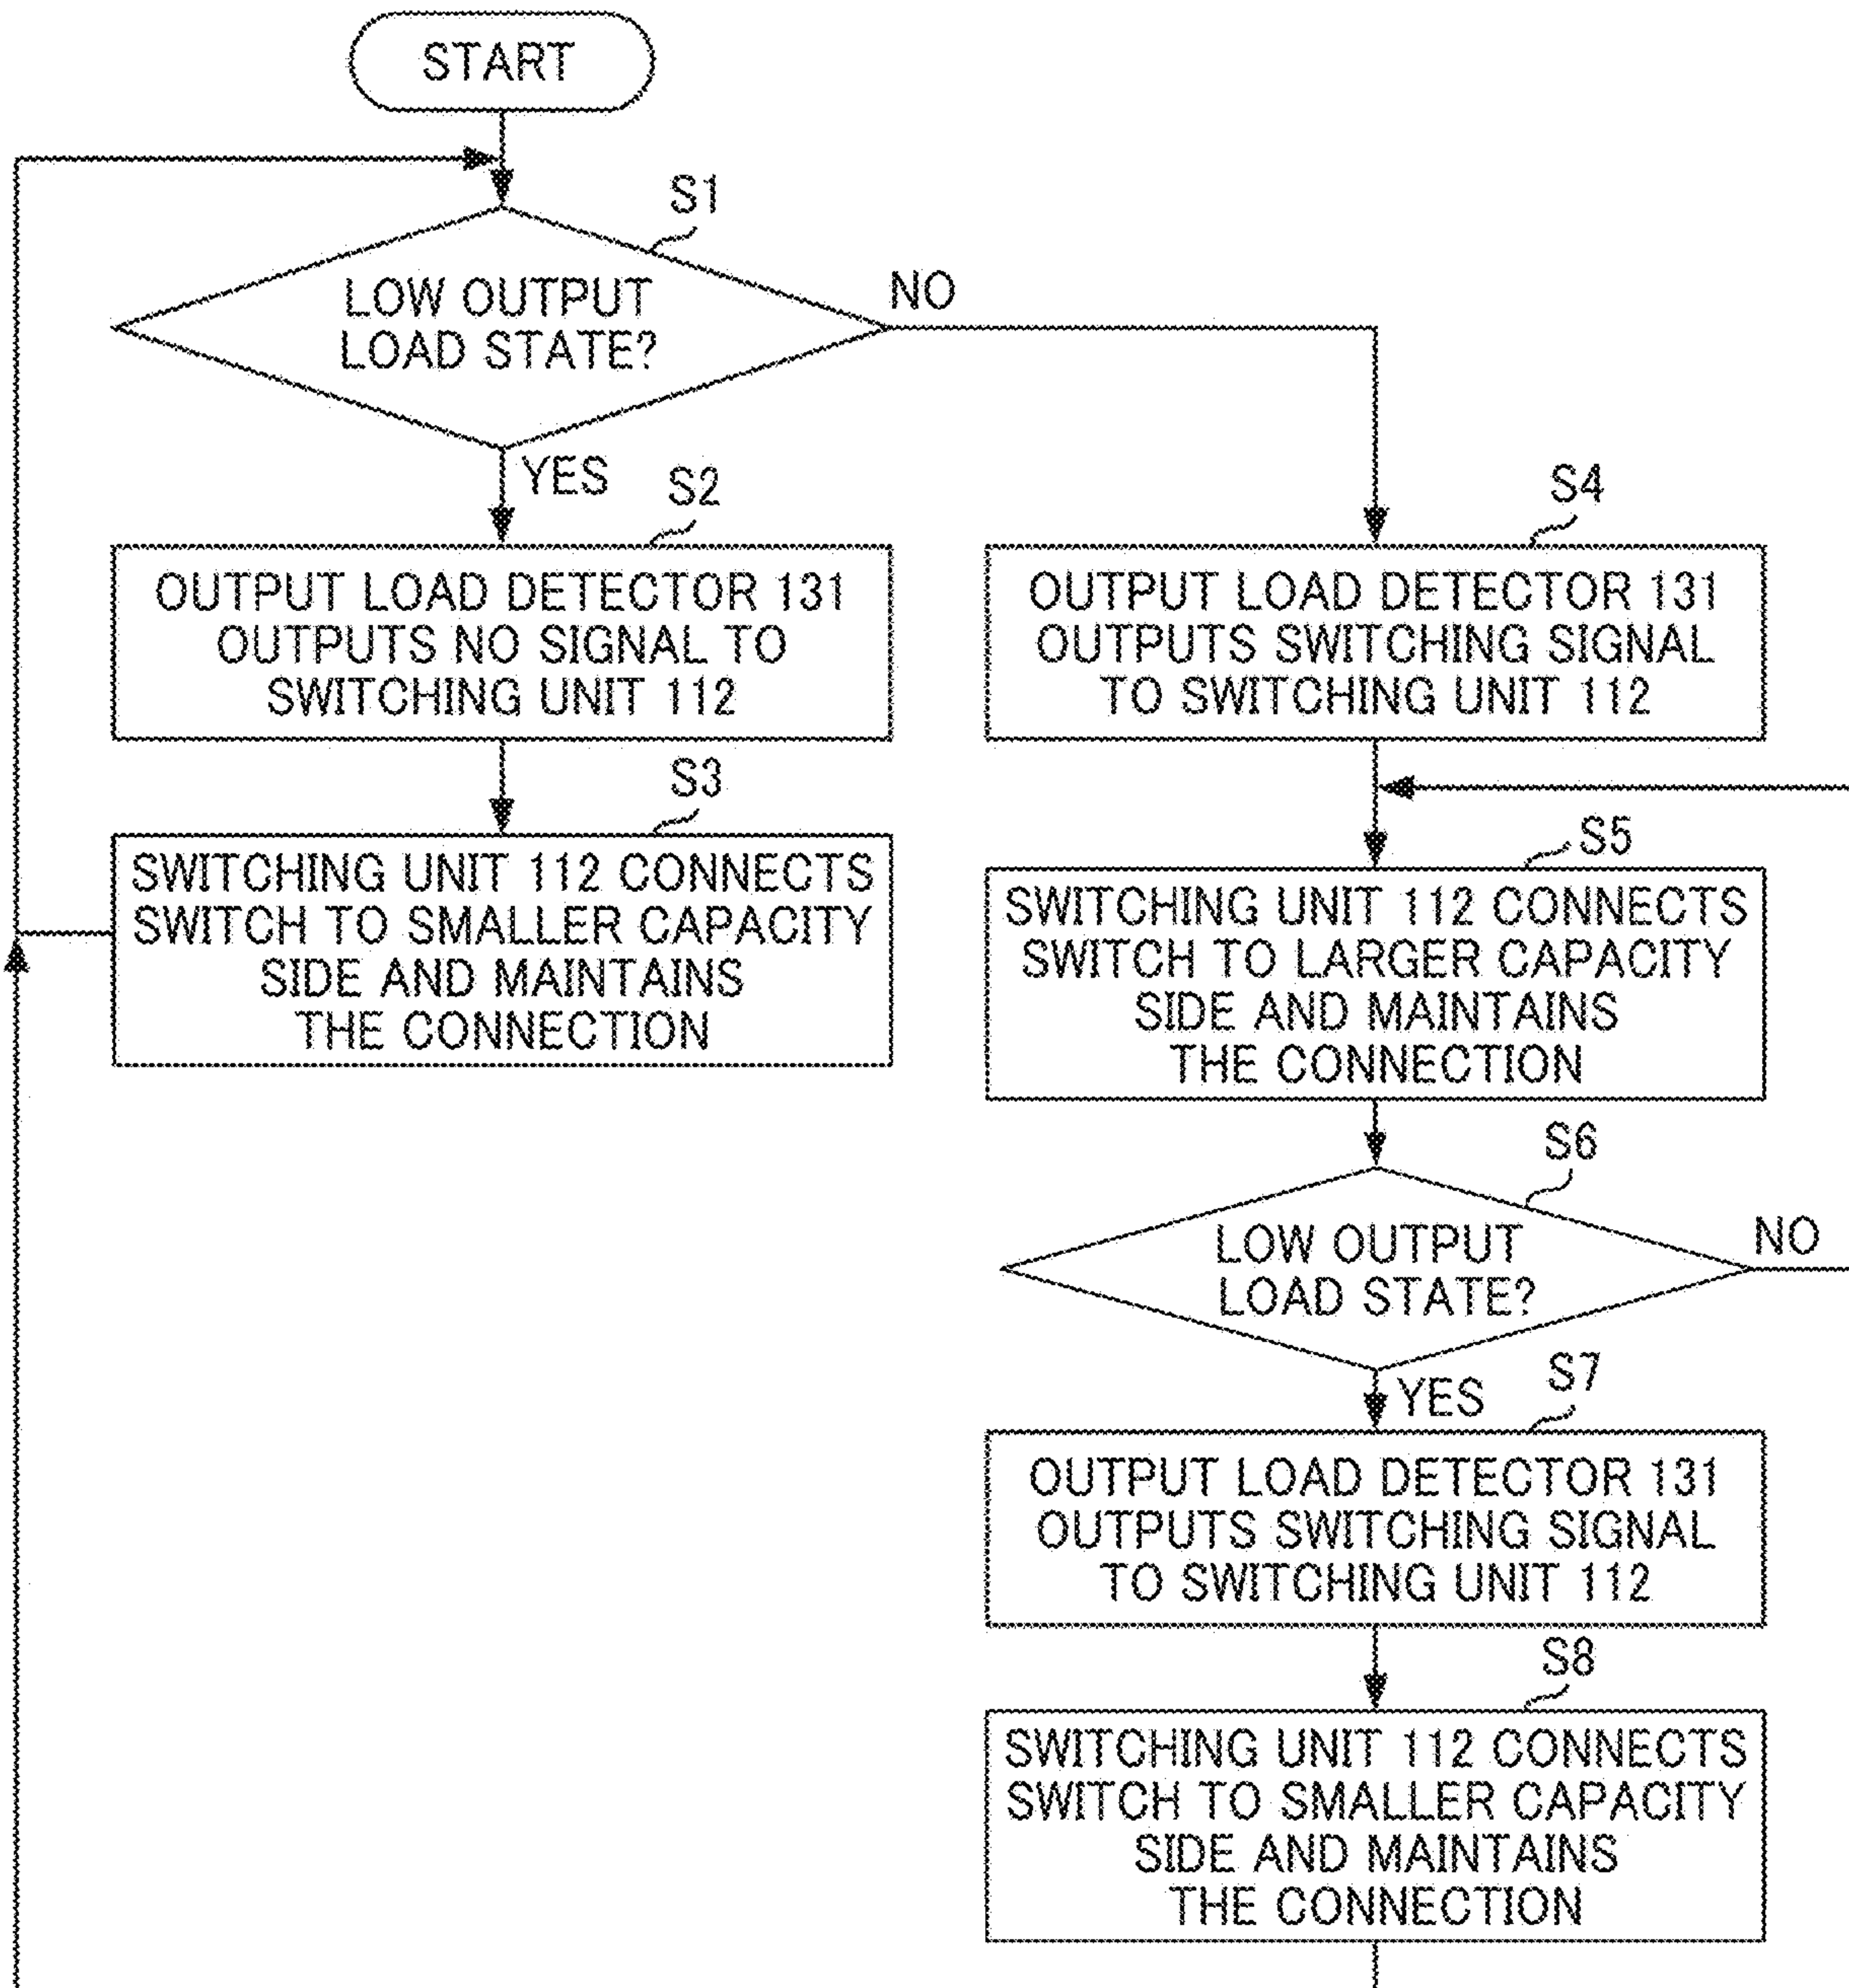 START
S1
LOW OUTPUT
LOAD STATE?
NO
YES
S2
OUTPUT LOAD DETECTOR 131
OUTPUTS NO SIGNAL TO
SWITCHING UNIT 112
S3
SWITCHING UNIT 112 CONNECTS
SWITCH TO SMALLER CAPACITY
SIDE AND MAINTAINS
THE CONNECTION
S4
OUTPUT LOAD DETECTOR 131
OUTPUTS SWITCHING SIGNAL
TO SWITCHING UNIT 112
S5
SWITCHING UNIT 112 CONNECTS
SWITCH TO LARGER CAPACITY
SIDE AND MAINTAINS
THE CONNECTION
S6
LOW OUTPUT
LOAD STATE?
NO
YES
S7
OUTPUT LOAD DETECTOR 131
OUTPUTS SWITCHING SIGNAL
TO SWITCHING UNIT 112
S8
SWITCHING UNIT 112 CONNECTS
SWITCH TO SMALLER CAPACITY
SIDE AND MAINTAINS
THE CONNECTION